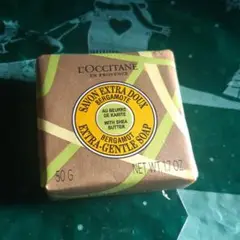 L'OCCITANE
EN PROVENCE
SAVON EXTRA DOUX
BERGAMOTE
AU BEURRE
DE KARITÉ
WITH SHEA
BUTTER
BERGAMOT
EXTRA-GENTLE SOAP
50 G
NET WT. 1.7 OZ